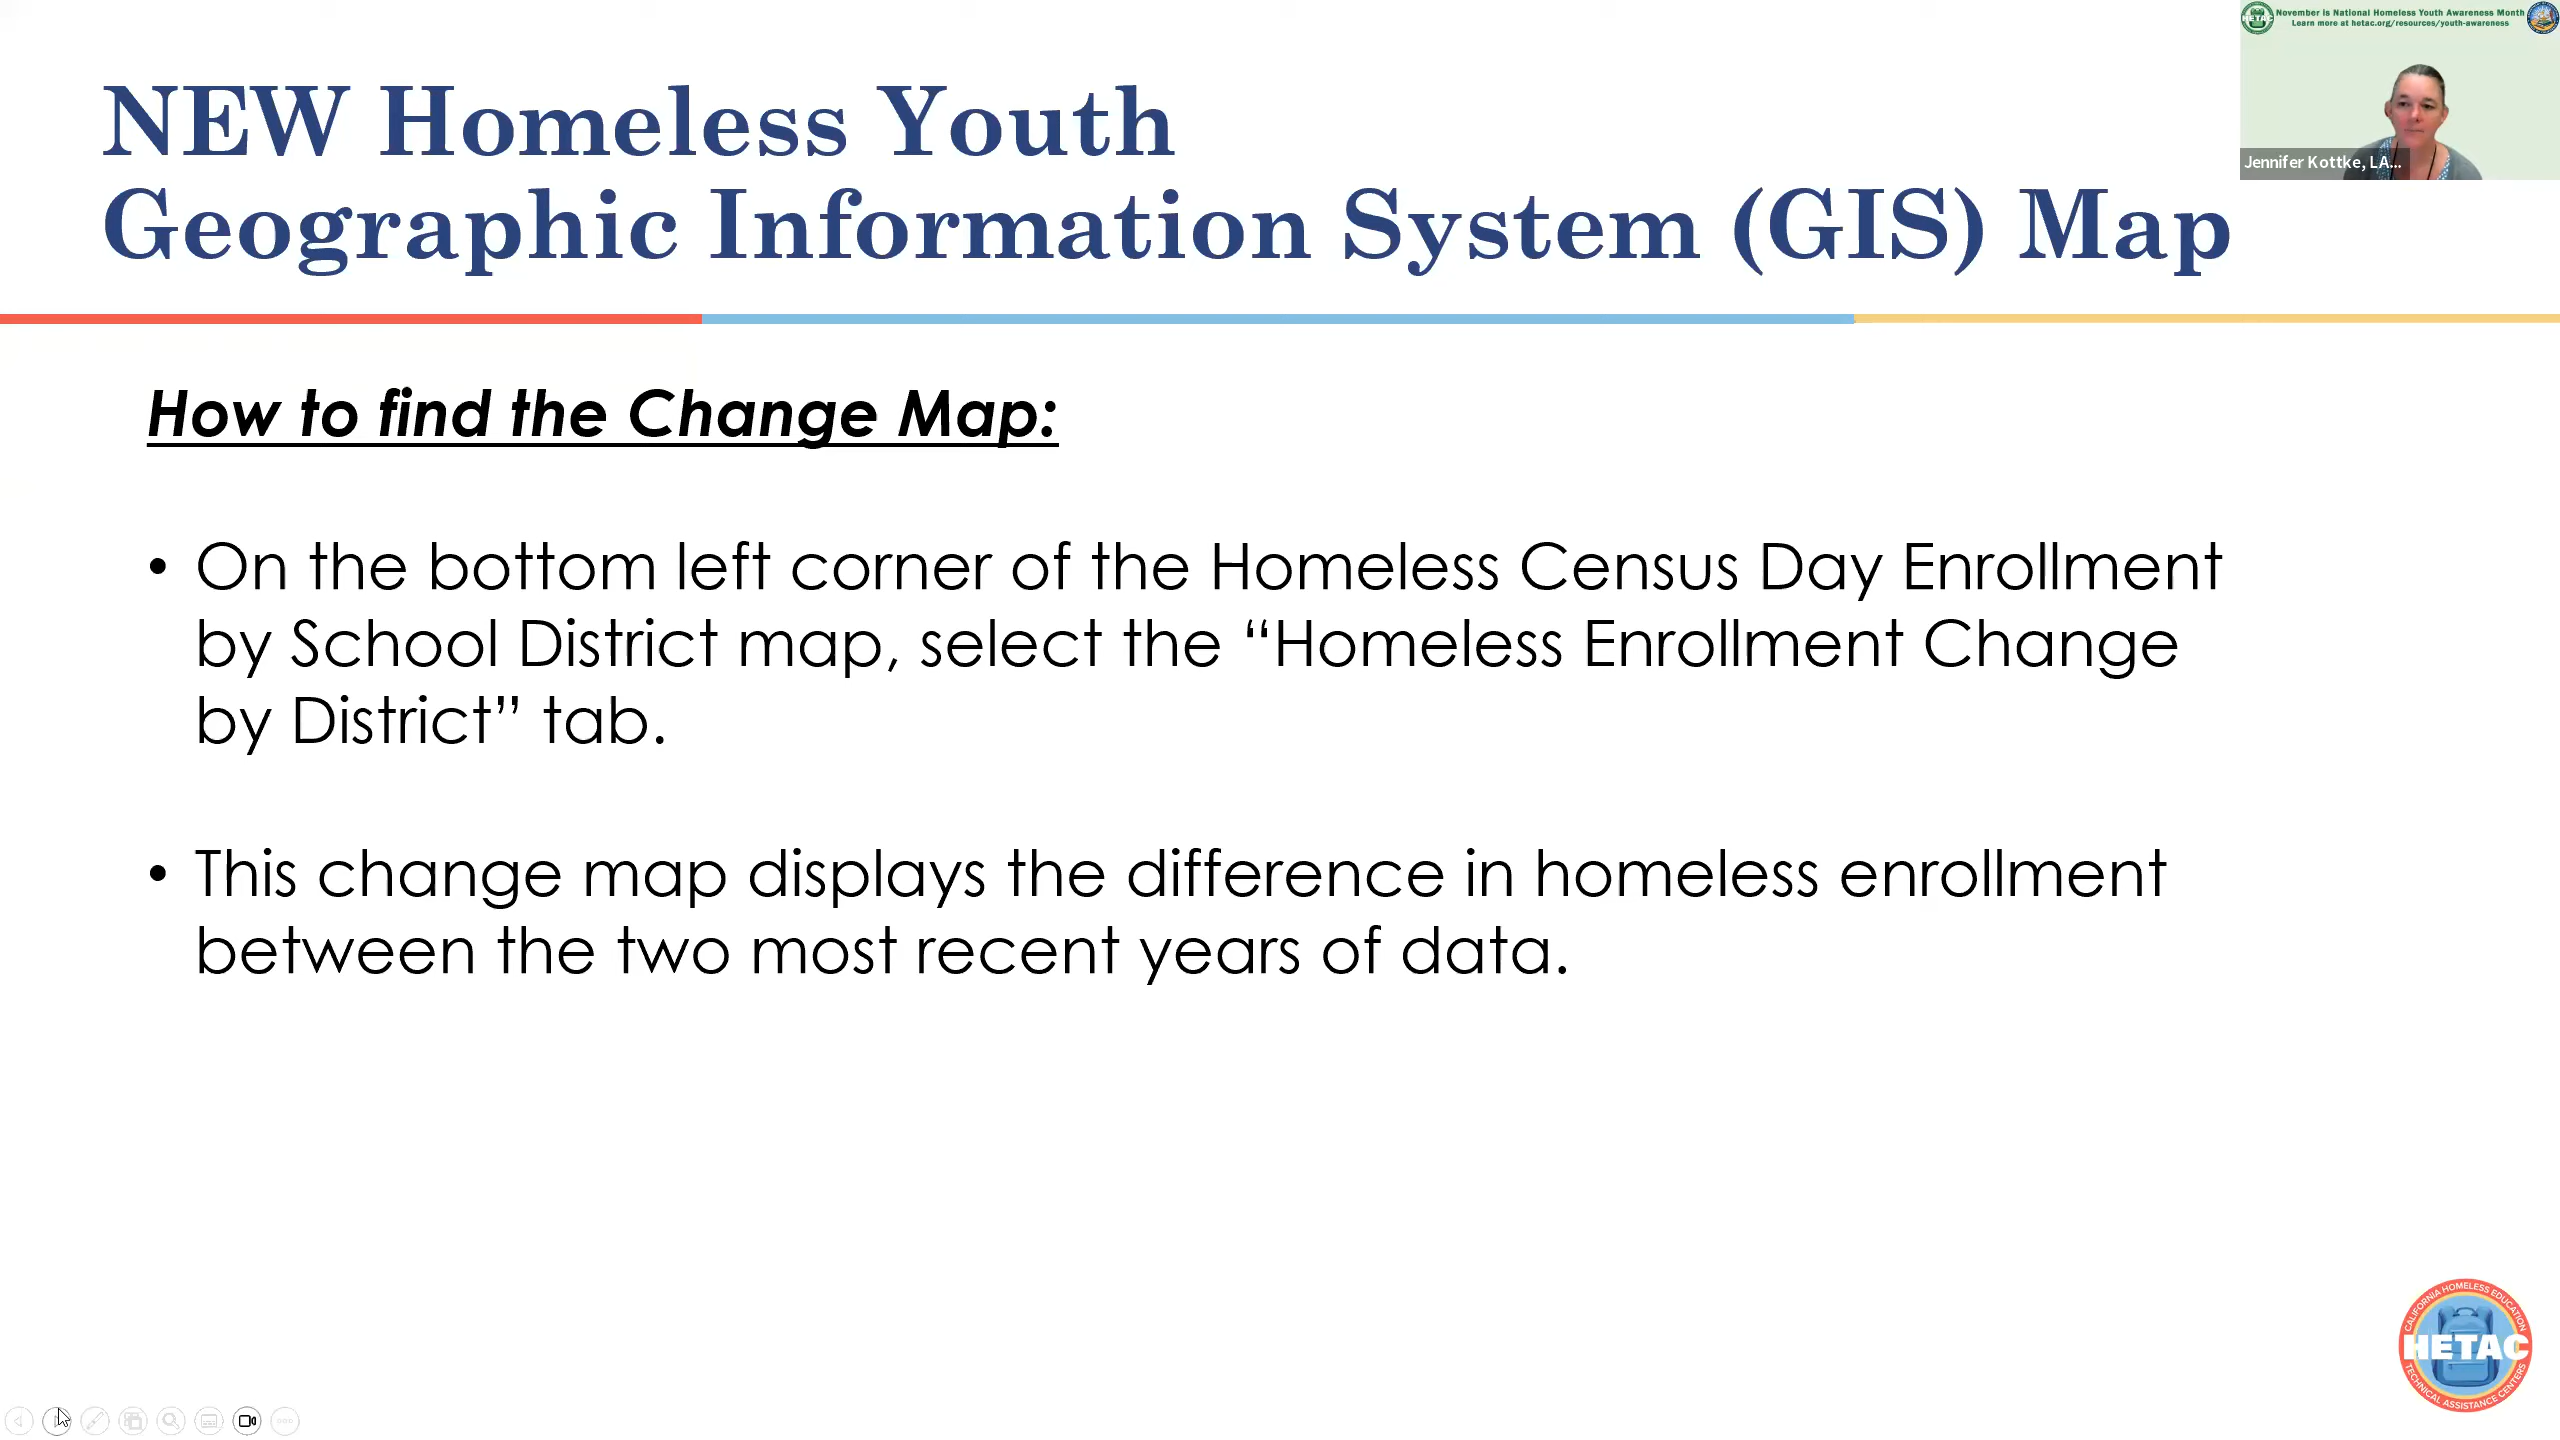 November is National Homeless Youth Awareness Month
Learn more at hetac.org/resources/youth-awareness
HETAC
NEW Homeless Youth
Geographic Information System (GIS) Map
Jennifer Kottke, LA...
How to find the Change Map:
• On the bottom left corner of the Homeless Census Day Enrollment
by School District map, select the “Homeless Enrollment Change
by District” tab.
• This change map displays the difference in homeless enrollment
between the two most recent years of data.
CALIFORNIA HOMELESS EDUCATION
HETAC
TECHNICAL ASSISTANCE CENTERS